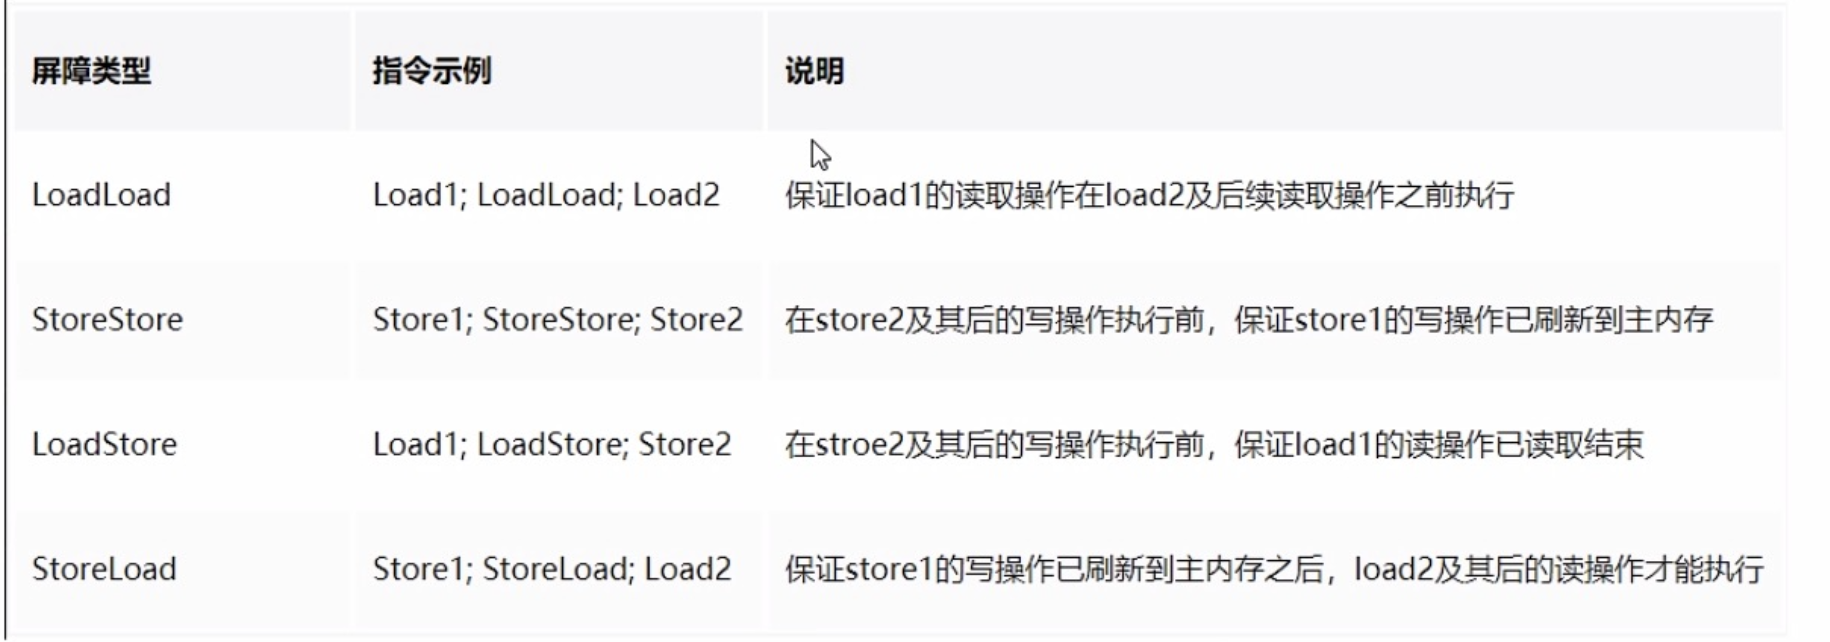 屏障类型 指令示例 说明
LoadLoad Load1; LoadLoad; Load2 保证load1的读取操作在load2及后续读取操作之前执行
StoreStore Store1; StoreStore; Store2 在store2及其后的写操作执行前，保证store1的写操作已刷新到主内存
LoadStore Load1; LoadStore; Store2 在stroe2及其后的写操作执行前，保证load1的读操作已读取结束
StoreLoad Store1; StoreLoad; Load2 保证store1的写操作已刷新到主内存之后，load2及其后的读操作才能执行